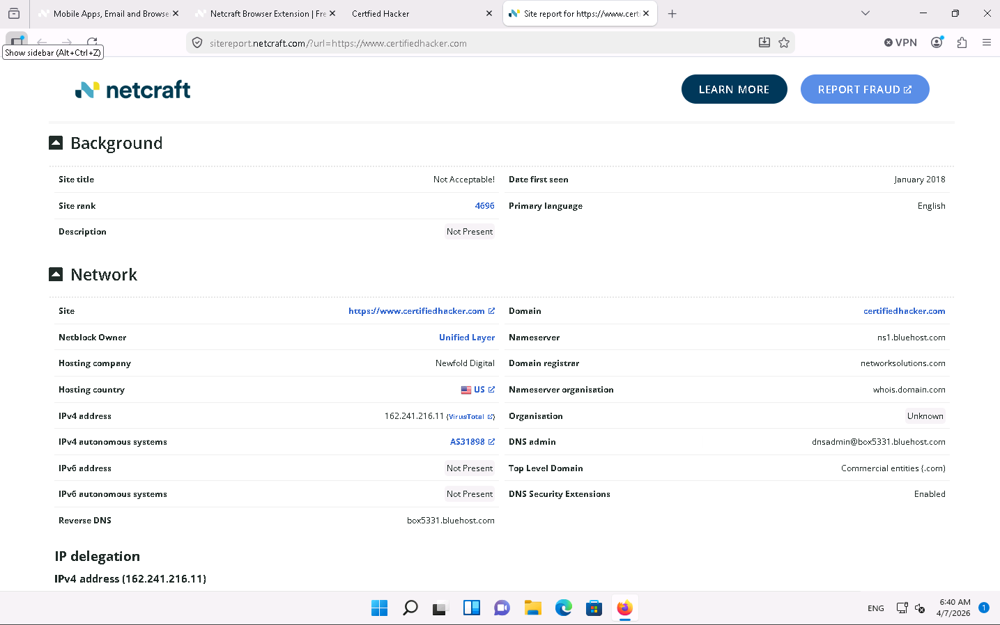 Mobile Apps, Email and Browse
Netcraft Browser Extension | Fre
Certfied Hacker
Site report for https://www.cert
sitereport.netcraft.com/?url=https://www.certifiedhacker.com
VPN
Show sidebar (Alt+Ctrl+Z)
netcraft
LEARN MORE
REPORT FRAUD
Background
Site title Not Acceptable! Date first seen January 2018
Site rank 4696 Primary language English
Description Not Present
Network
Site https://www.certifiedhacker.com Domain certifiedhacker.com
Netblock Owner Unified Layer Nameserver ns1.bluehost.com
Hosting company Newfold Digital Domain registrar networksolutions.com
Hosting country US Nameserver organisation whois.domain.com
IPv4 address 162.241.216.11 (VirusTotal) Organisation Unknown
IPv4 autonomous systems AS31898 DNS admin dnsadmin@box5331.bluehost.com
IPv6 address Not Present Top Level Domain Commercial entities (.com)
IPv6 autonomous systems Not Present DNS Security Extensions Enabled
Reverse DNS box5331.bluehost.com
IP delegation
IPv4 address (162.241.216.11)
ENG
6:40 AM
4/7/2026
1